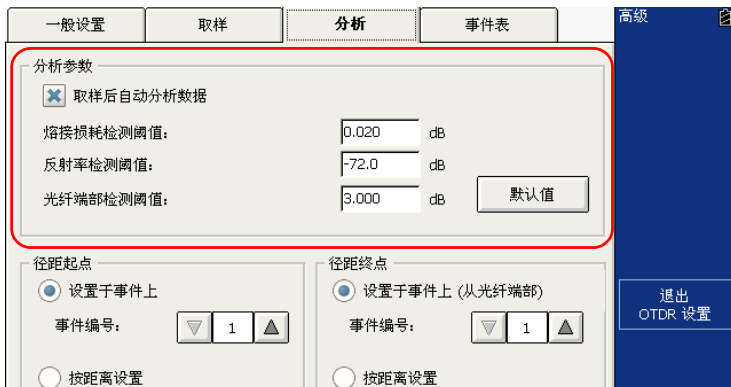 一般设置
取样
分析
事件表
高级
分析参数
取样后自动分析数据
熔接损耗检测阈值:
0.020 dB
反射率检测阈值:
-72.0 dB
光纤端部检测阈值:
3.000 dB
默认值
径距起点
设置于事件上
事件编号:
1
按距离设置
径距终点
设置于事件上 (从光纤端部)
事件编号:
1
按距离设置
退出
OTDR 设置